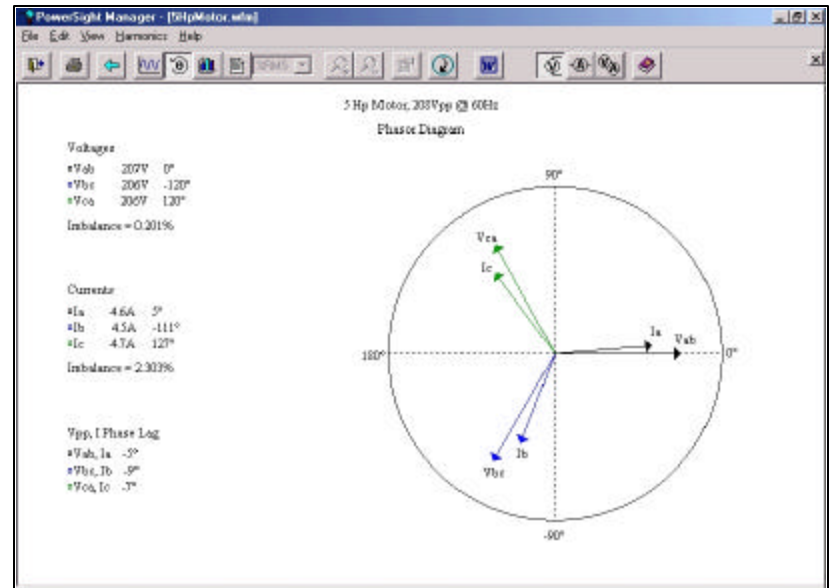 PowerSight Manager - [5HpMotor.wfm]
File Edit View Harmonics Help
5 Hp Motor, 208Vpp @ 60Hz
Phasor Diagram
Voltages
Vab 207V 0°
Vbc 206V -120°
Vca 206V 120°
Imbalance = 0.201%
Currents
Ia 4.6A 5°
Ib 4.5A -111°
Ic 4.7A 127°
Imbalance = 2.303%
Vpp, I Phase Lag
Vab, Ia -5°
Vbc, Ib -9°
Vca, Ic -7°
90°
Vca
Ic
Ia
Vab
180°
0°
Ib
Vbc
-90°